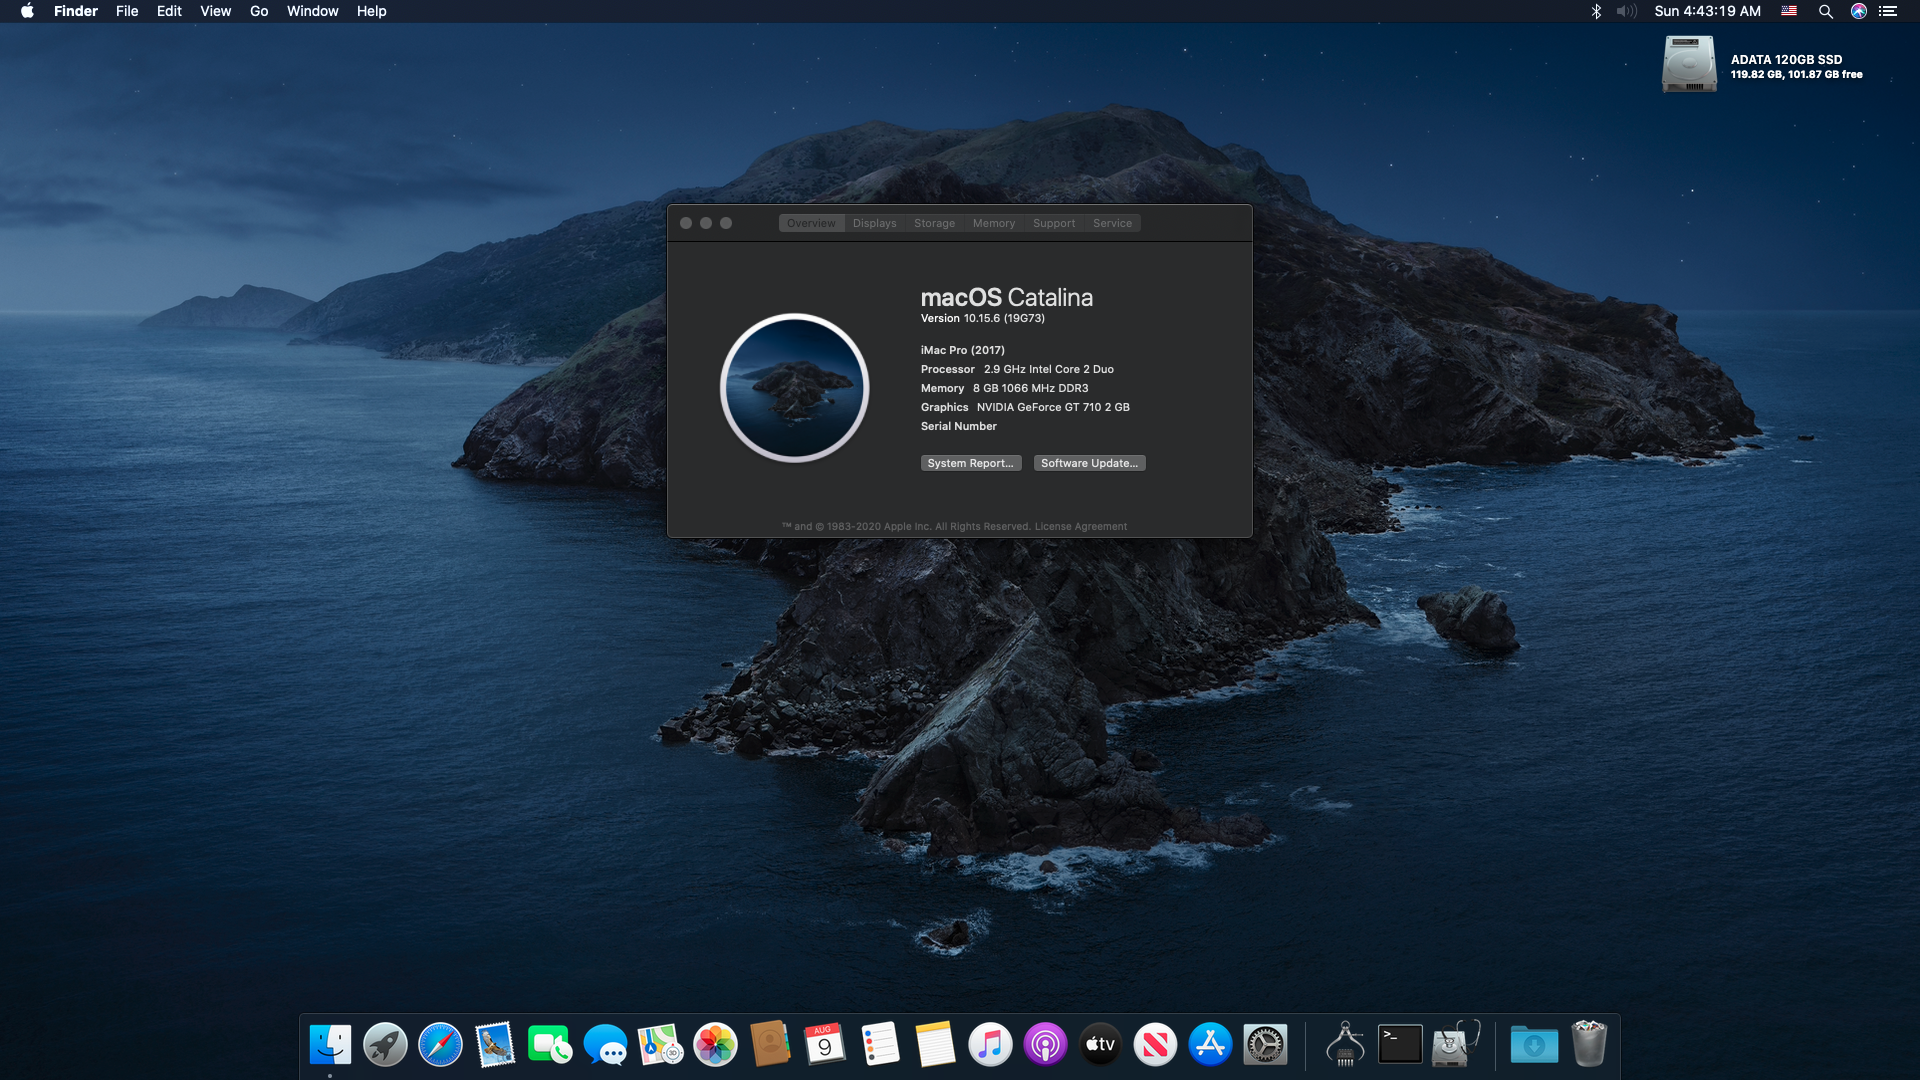 Finder File Edit View Go Window Help
Sun 4:43:19 AM
ADATA 120GB SSD
119.82 GB, 101.87 GB free
Overview Displays Storage Memory Support Service
macOS Catalina
Version 10.15.6 (19G73)
iMac Pro (2017)
Processor 2.9 GHz Intel Core 2 Duo
Memory 8 GB 1066 MHz DDR3
Graphics NVIDIA GeForce GT 710 2 GB
Serial Number
System Report... Software Update...
™ and © 1983-2020 Apple Inc. All Rights Reserved. License Agreement
3D
AUG
9
tv
>_